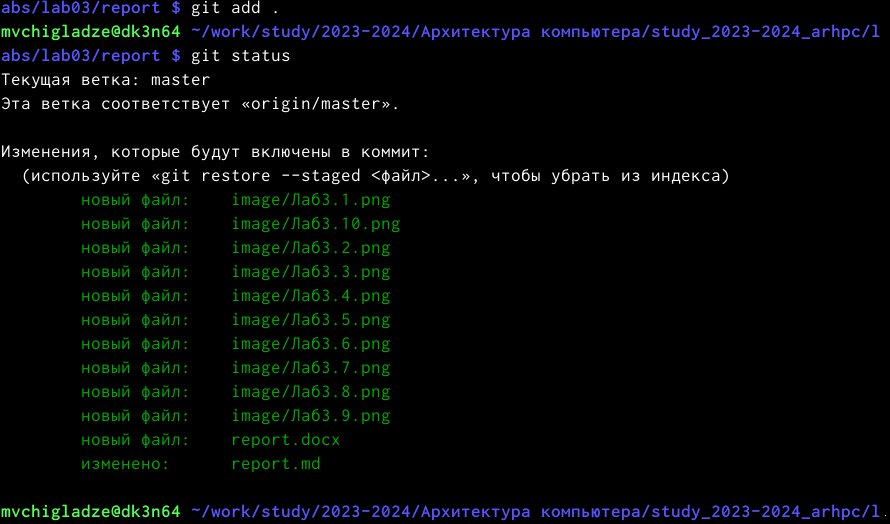 abs/lab03/report $ git add .
mvchigladze@dk3n64 ~/work/study/2023-2024/Архитектура компьютера/study_2023-2024_arhpc/l
abs/lab03/report $ git status
Текущая ветка: master
Эта ветка соответствует «origin/master».
Изменения, которые будут включены в коммит:
(используйте «git restore --staged <файл>...», чтобы убрать из индекса)
новый файл: image/Лаб3.1.png
новый файл: image/Лаб3.10.png
новый файл: image/Лаб3.2.png
новый файл: image/Лаб3.3.png
новый файл: image/Лаб3.4.png
новый файл: image/Лаб3.5.png
новый файл: image/Лаб3.6.png
новый файл: image/Лаб3.7.png
новый файл: image/Лаб3.8.png
новый файл: image/Лаб3.9.png
новый файл: report.docx
изменено: report.md
mvchigladze@dk3n64 ~/work/study/2023-2024/Архитектура компьютера/study_2023-2024_arhpc/l